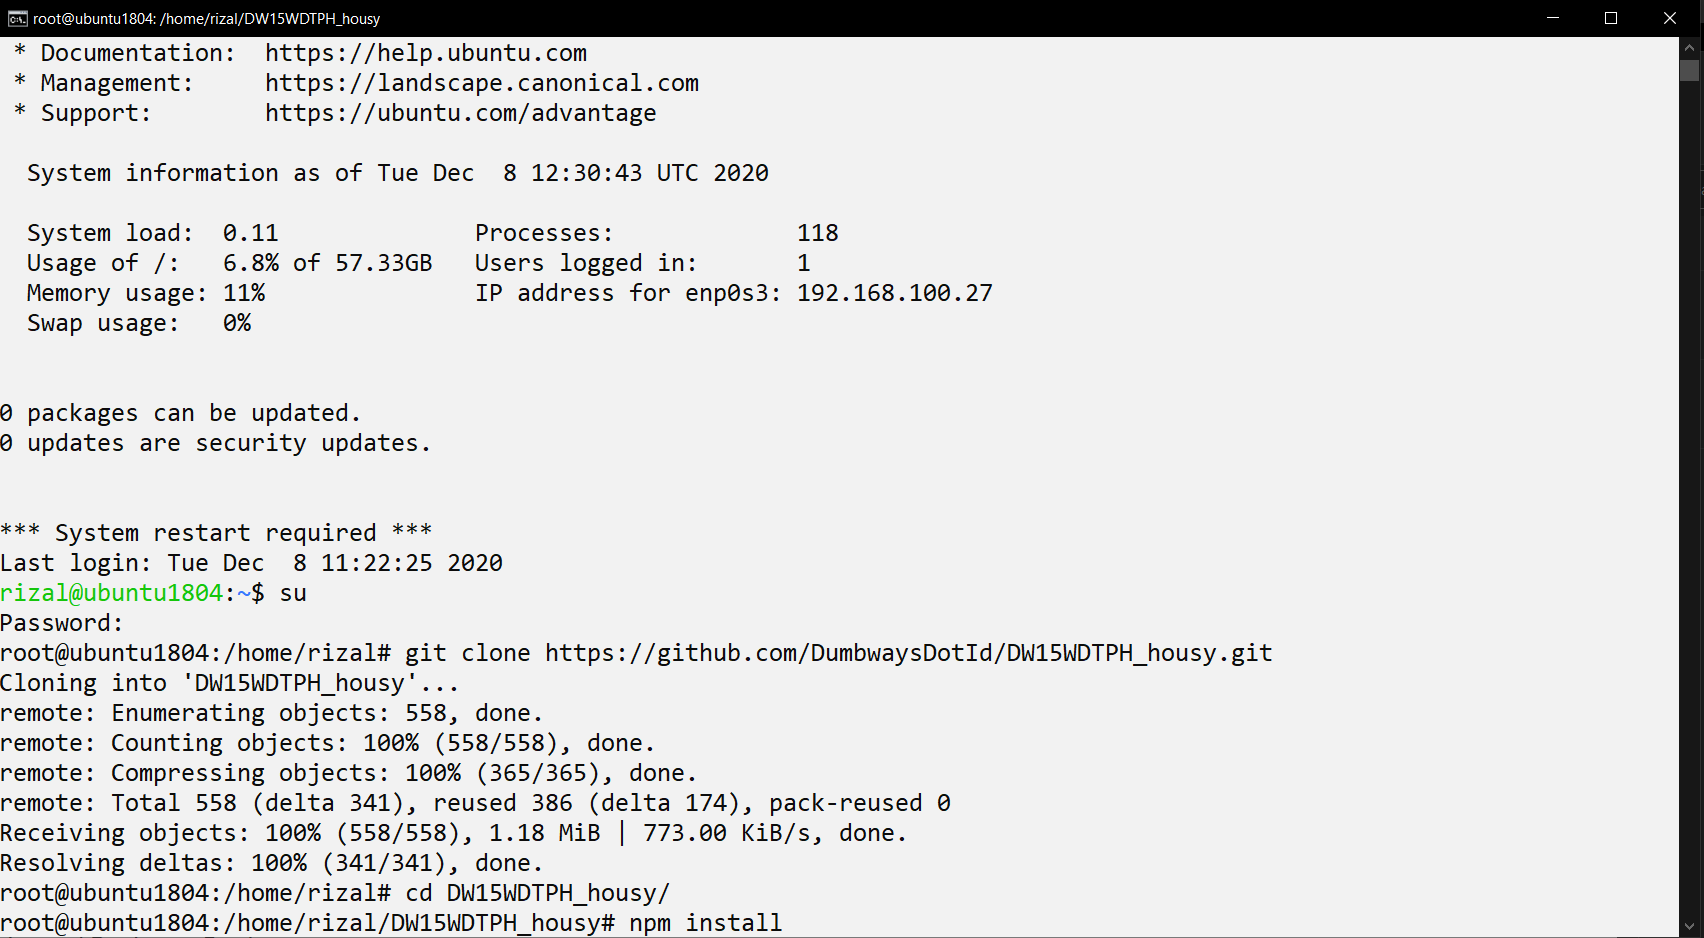 root@ubuntu1804: /home/rizal/DW15WDTPH_housy
 * Documentation:  https://help.ubuntu.com
 * Management:     https://landscape.canonical.com
 * Support:        https://ubuntu.com/advantage
  System information as of Tue Dec  8 12:30:43 UTC 2020
  System load:  0.11              Processes:             118
  Usage of /:   6.8% of 57.33GB   Users logged in:       1
  Memory usage: 11%               IP address for enp0s3: 192.168.100.27
  Swap usage:   0%
0 packages can be updated.
0 updates are security updates.
*** System restart required ***
Last login: Tue Dec  8 11:22:25 2020
rizal@ubuntu1804:~$ su
Password:
root@ubuntu1804:/home/rizal# git clone https://github.com/DumbwaysDotId/DW15WDTPH_housy.git
Cloning into 'DW15WDTPH_housy'...
remote: Enumerating objects: 558, done.
remote: Counting objects: 100% (558/558), done.
remote: Compressing objects: 100% (365/365), done.
remote: Total 558 (delta 341), reused 386 (delta 174), pack-reused 0
Receiving objects: 100% (558/558), 1.18 MiB | 773.00 KiB/s, done.
Resolving deltas: 100% (341/341), done.
root@ubuntu1804:/home/rizal# cd DW15WDTPH_housy/
root@ubuntu1804:/home/rizal/DW15WDTPH_housy# npm install